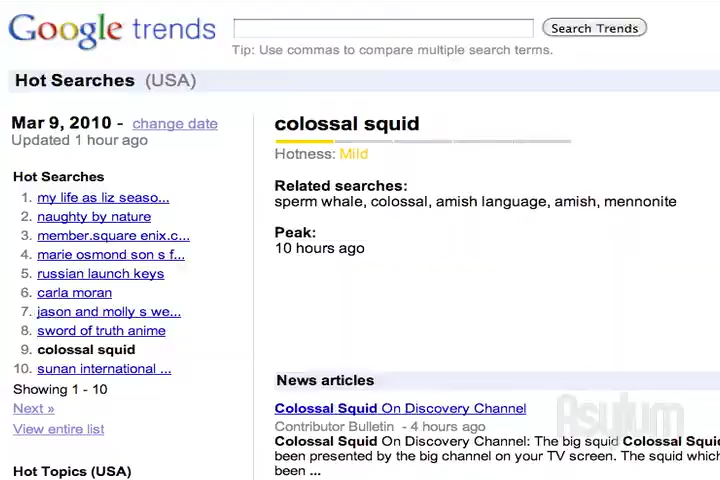 Google trends
Search Trends
Tip: Use commas to compare multiple search terms.
Hot Searches (USA)
Mar 9, 2010 - change date
Updated 1 hour ago
Hot Searches
1. my life as liz seaso...
2. naughty by nature
3. member.square enix.c...
4. marie osmond son s f...
5. russian launch keys
6. carla moran
7. jason and molly s we...
8. sword of truth anime
9. colossal squid
10. sunan international ...
Showing 1 - 10
Next »
View entire list
Hot Topics (USA)
colossal squid
Hotness: Mild
Related searches:
sperm whale, colossal, amish language, amish, mennonite
Peak:
10 hours ago
News articles
Colossal Squid On Discovery Channel
Contributor Bulletin - 4 hours ago
Colossal Squid On Discovery Channel: The big squid Colossal Squid
been presented by the big channel on your TV screen. The squid which
been ...
Asylum